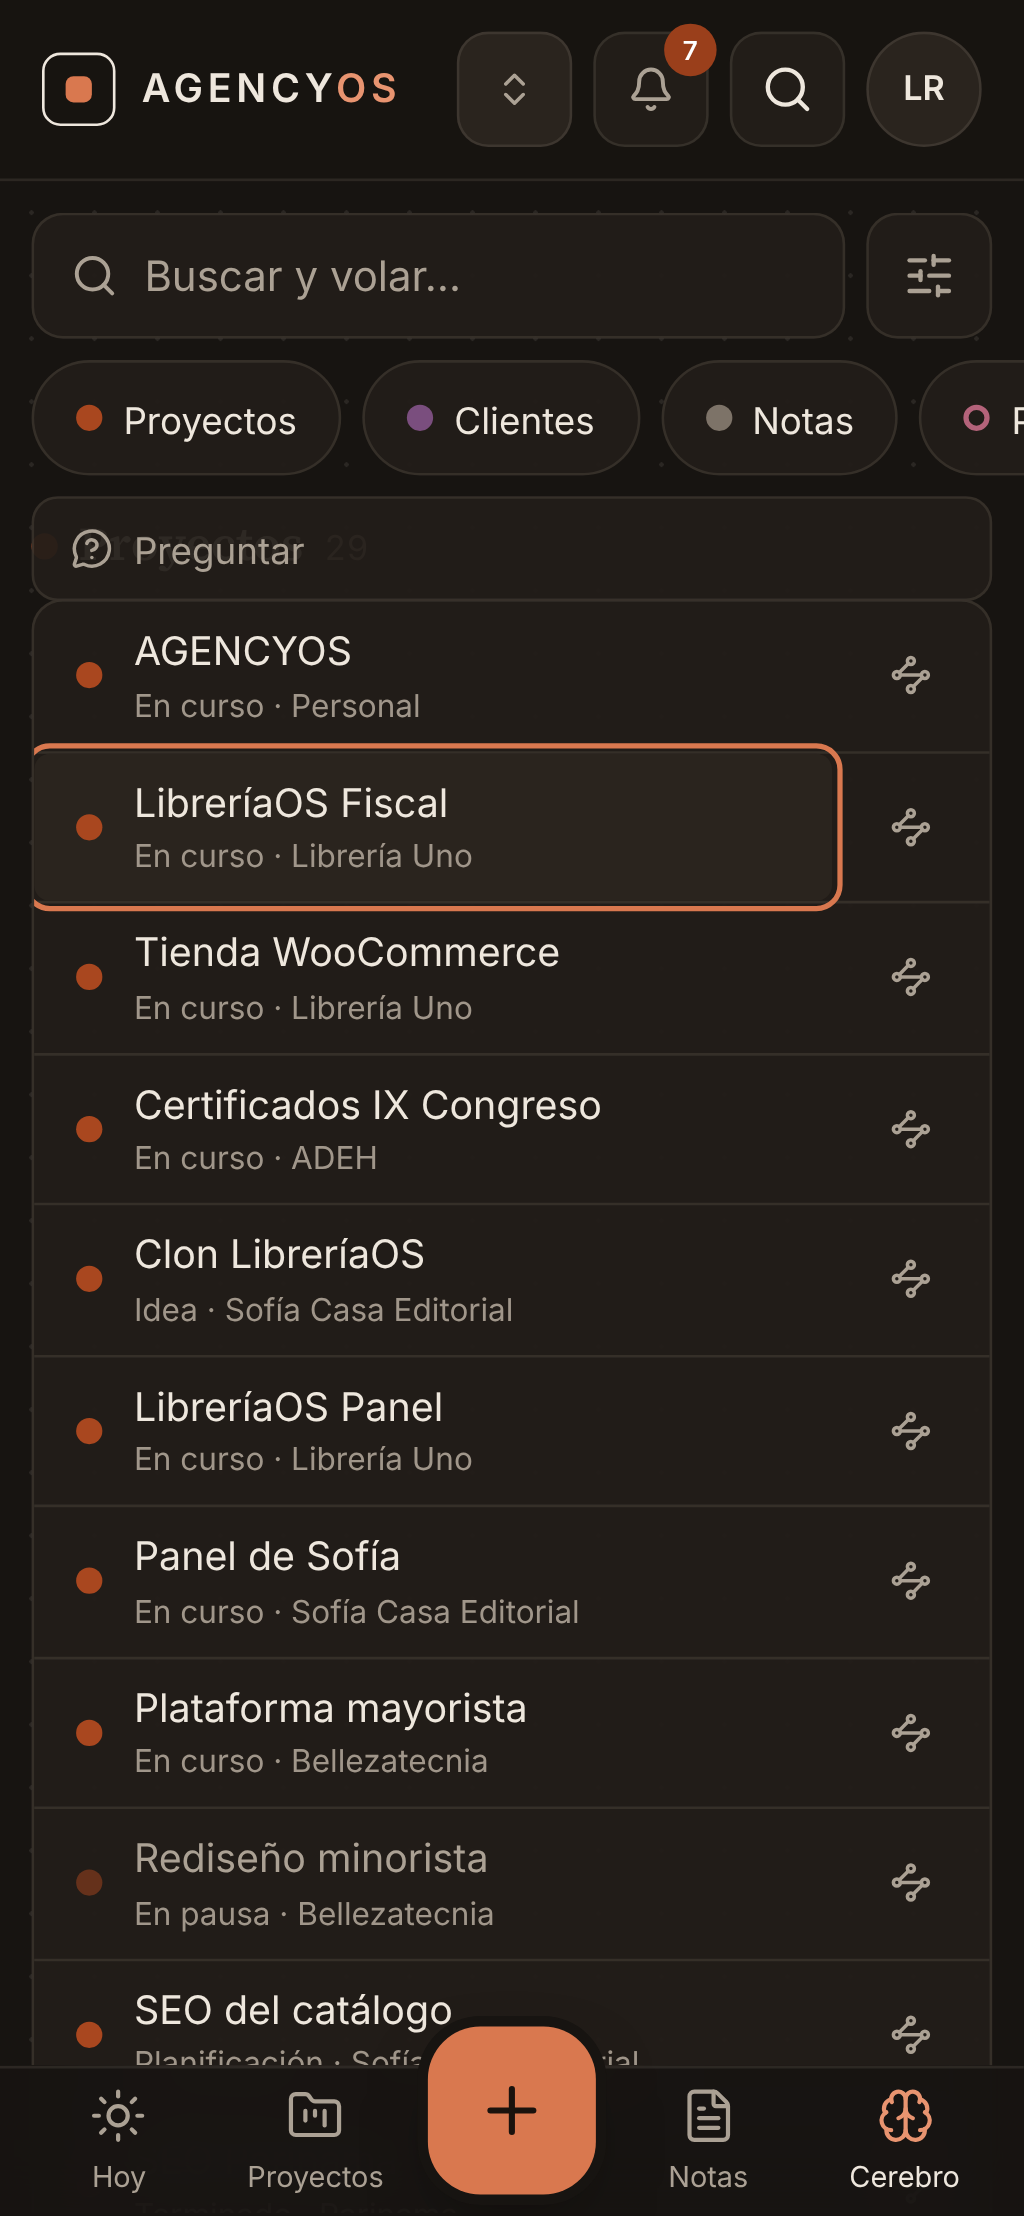 AGENCYOS
7
LR
Buscar y volar...
Proyectos
Clientes
Notas
Proyectos 29
Preguntar
AGENCYOS
En curso · Personal
LibreríaOS Fiscal
En curso · Librería Uno
Tienda WooCommerce
En curso · Librería Uno
Certificados IX Congreso
En curso · ADEH
Clon LibreríaOS
Idea · Sofía Casa Editorial
LibreríaOS Panel
En curso · Librería Uno
Panel de Sofía
En curso · Sofía Casa Editorial
Plataforma mayorista
En curso · Bellezatecnia
Rediseño minorista
En pausa · Bellezatecnia
SEO del catálogo
Planificación · Sofía
Hoy
Proyectos
Notas
Cerebro